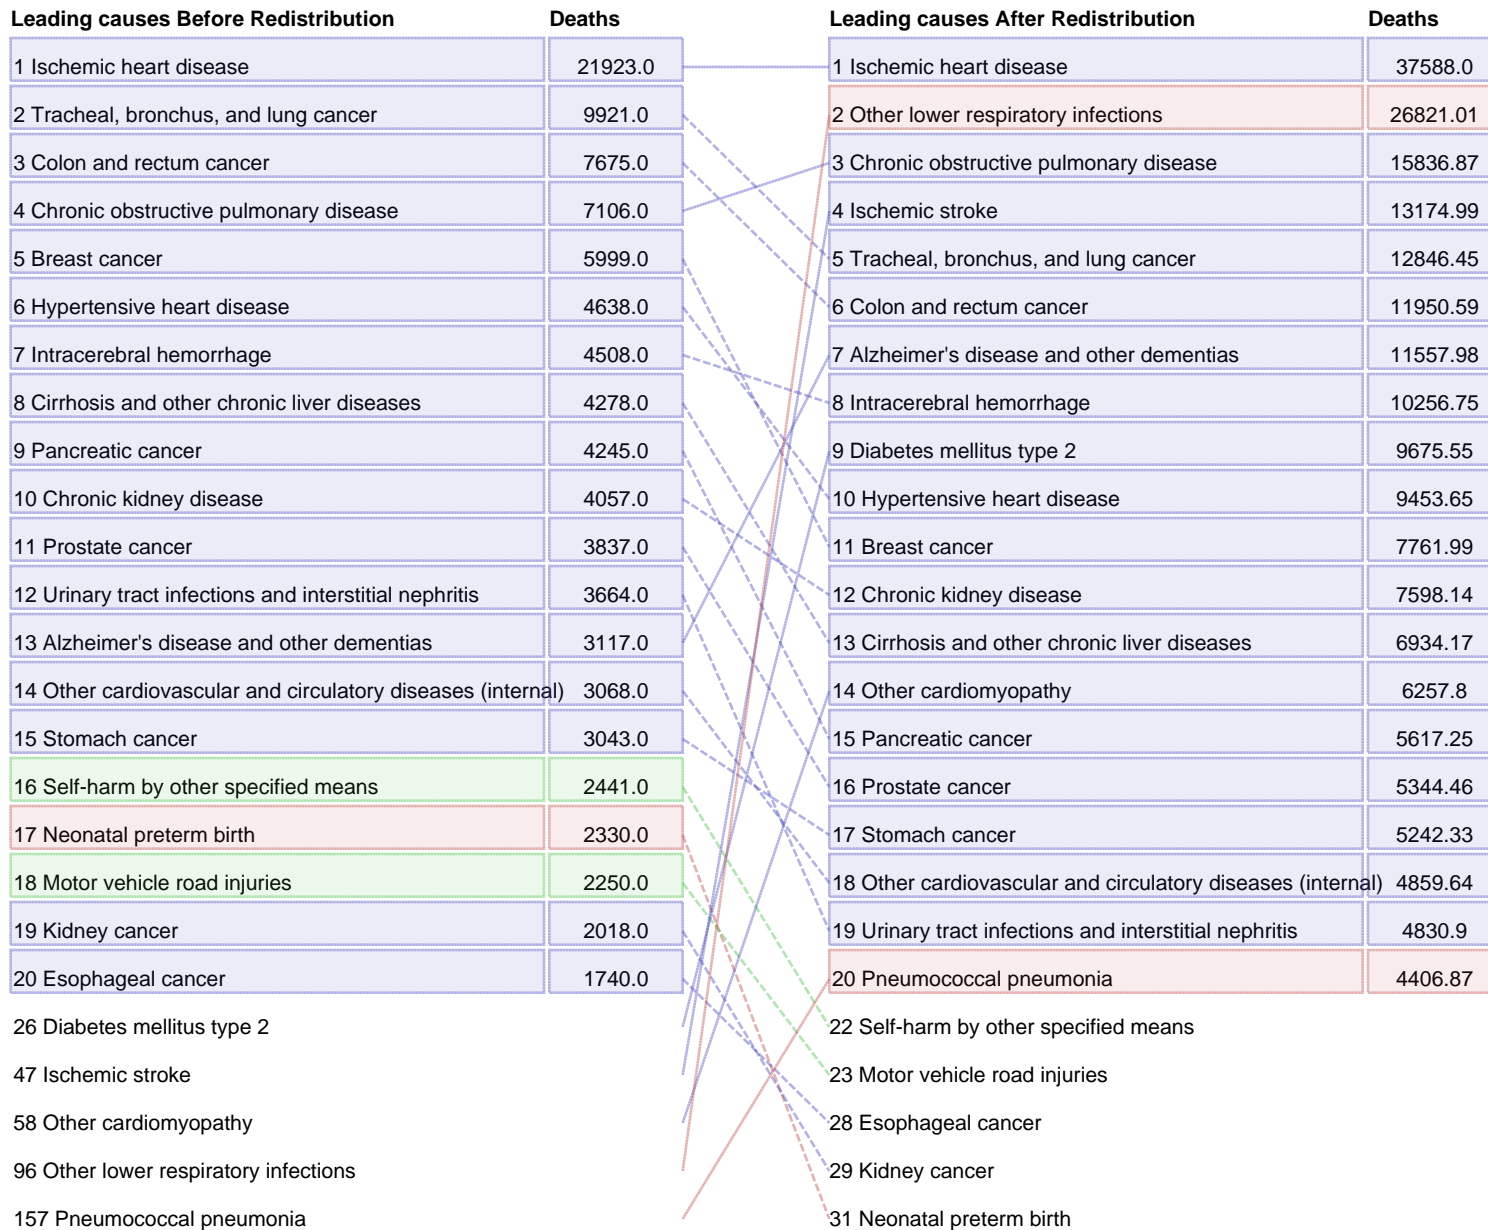 Leading causes Before Redistribution Deaths Leading causes After Redistribution Deaths
1 Ischemic heart disease 21923.0 1 Ischemic heart disease 37588.0
2 Tracheal, bronchus, and lung cancer 9921.0 2 Other lower respiratory infections 26821.01
3 Colon and rectum cancer 7675.0 3 Chronic obstructive pulmonary disease 15836.87
4 Chronic obstructive pulmonary disease 7106.0 4 Ischemic stroke 13174.99
5 Breast cancer 5999.0 5 Tracheal, bronchus, and lung cancer 12846.45
6 Hypertensive heart disease 4638.0 6 Colon and rectum cancer 11950.59
7 Intracerebral hemorrhage 4508.0 7 Alzheimer's disease and other dementias 11557.98
8 Cirrhosis and other chronic liver diseases 4278.0 8 Intracerebral hemorrhage 10256.75
9 Pancreatic cancer 4245.0 9 Diabetes mellitus type 2 9675.55
10 Chronic kidney disease 4057.0 10 Hypertensive heart disease 9453.65
11 Prostate cancer 3837.0 11 Breast cancer 7761.99
12 Urinary tract infections and interstitial nephritis 3664.0 12 Chronic kidney disease 7598.14
13 Alzheimer's disease and other dementias 3117.0 13 Cirrhosis and other chronic liver diseases 6934.17
14 Other cardiovascular and circulatory diseases (internal) 3068.0 14 Other cardiomyopathy 6257.8
15 Stomach cancer 3043.0 15 Pancreatic cancer 5617.25
16 Self-harm by other specified means 2441.0 16 Prostate cancer 5344.46
17 Neonatal preterm birth 2330.0 17 Stomach cancer 5242.33
18 Motor vehicle road injuries 2250.0 18 Other cardiovascular and circulatory diseases (internal) 4859.64
19 Kidney cancer 2018.0 19 Urinary tract infections and interstitial nephritis 4830.9
20 Esophageal cancer 1740.0 20 Pneumococcal pneumonia 4406.87
26 Diabetes mellitus type 2 22 Self-harm by other specified means
47 Ischemic stroke 23 Motor vehicle road injuries
58 Other cardiomyopathy 28 Esophageal cancer
96 Other lower respiratory infections 29 Kidney cancer
157 Pneumococcal pneumonia 31 Neonatal preterm birth